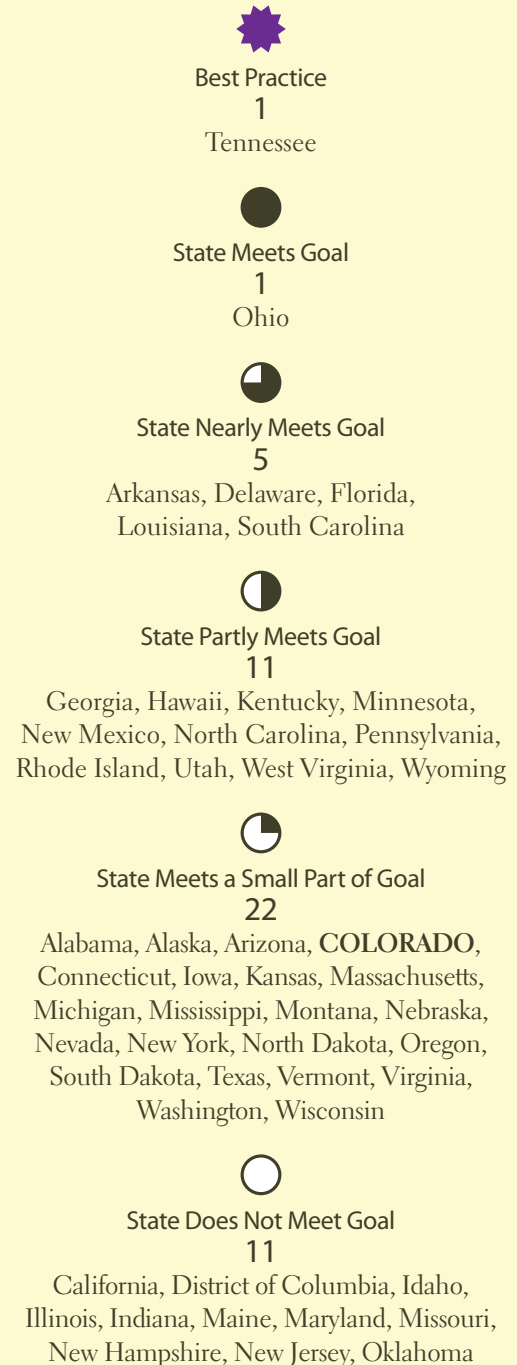 Best Practice
1
Tennessee
State Meets Goal
1
Ohio
State Nearly Meets Goal
5
Arkansas, Delaware, Florida,
Louisiana, South Carolina
State Partly Meets Goal
11
Georgia, Hawaii, Kentucky, Minnesota,
New Mexico, North Carolina, Pennsylvania,
Rhode Island, Utah, West Virginia, Wyoming
State Meets a Small Part of Goal
22
Alabama, Alaska, Arizona, COLORADO,
Connecticut, Iowa, Kansas, Massachusetts,
Michigan, Mississippi, Montana, Nebraska,
Nevada, New York, North Dakota, Oregon,
South Dakota, Texas, Vermont, Virginia,
Washington, Wisconsin
State Does Not Meet Goal
11
California, District of Columbia, Idaho,
Illinois, Indiana, Maine, Maryland, Missouri,
New Hampshire, New Jersey, Oklahoma